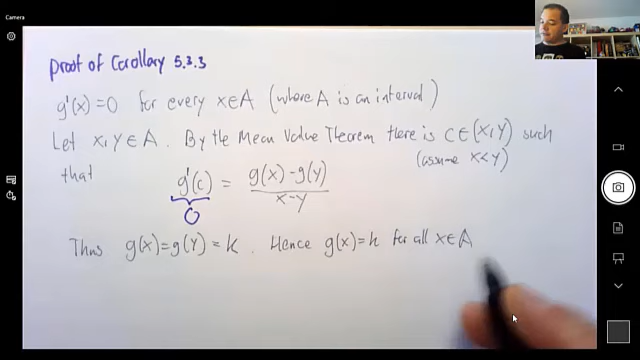 Camera
Proof of Corollary 5.3.3
g'(x)=0 for every x∈A (where A is an interval)
Let x,y∈A. By the Mean Value Theorem there is c∈(x,y) such
(assume x<y)
that g'(c) = g(x)-g(y) / x-y
0
Thus g(x)=g(y)=k. Hence g(x)=k for all x∈A